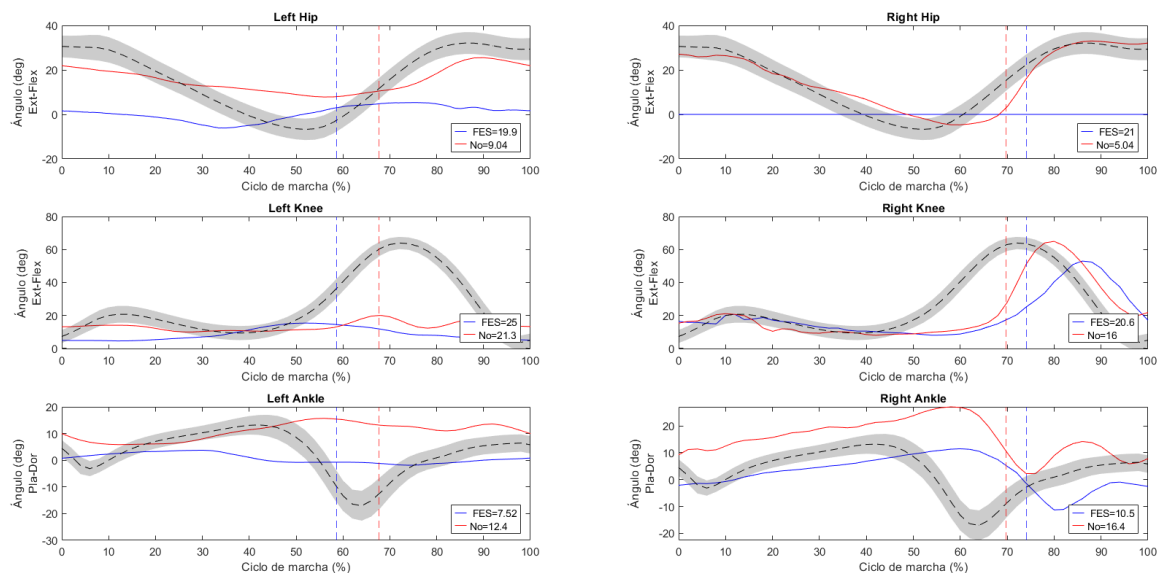 Left Hip
Ángulo (deg)
Ext-Flex
40
20
0
-20
0 10 20 30 40 50 60 70 80 90 100
Ciclo de marcha (%)
FES=19.9
No=9.04
Right Hip
Ángulo (deg)
Ext-Flex
40
20
0
-20
0 10 20 30 40 50 60 70 80 90 100
Ciclo de marcha (%)
FES=21
No=5.04
Left Knee
Ángulo (deg)
Ext-Flex
80
60
40
20
0
0 10 20 30 40 50 60 70 80 90 100
Ciclo de marcha (%)
FES=25
No=21.3
Right Knee
Ángulo (deg)
Ext-Flex
80
60
40
20
0
0 10 20 30 40 50 60 70 80 90 100
Ciclo de marcha (%)
FES=20.6
No=16
Left Ankle
Ángulo (deg)
Pla-Dor
20
10
0
-10
-20
-30
0 10 20 30 40 50 60 70 80 90 100
Ciclo de marcha (%)
FES=7.52
No=12.4
Right Ankle
Ángulo (deg)
Pla-Dor
20
10
0
-10
-20
0 10 20 30 40 50 60 70 80 90 100
Ciclo de marcha (%)
FES=10.5
No=16.4